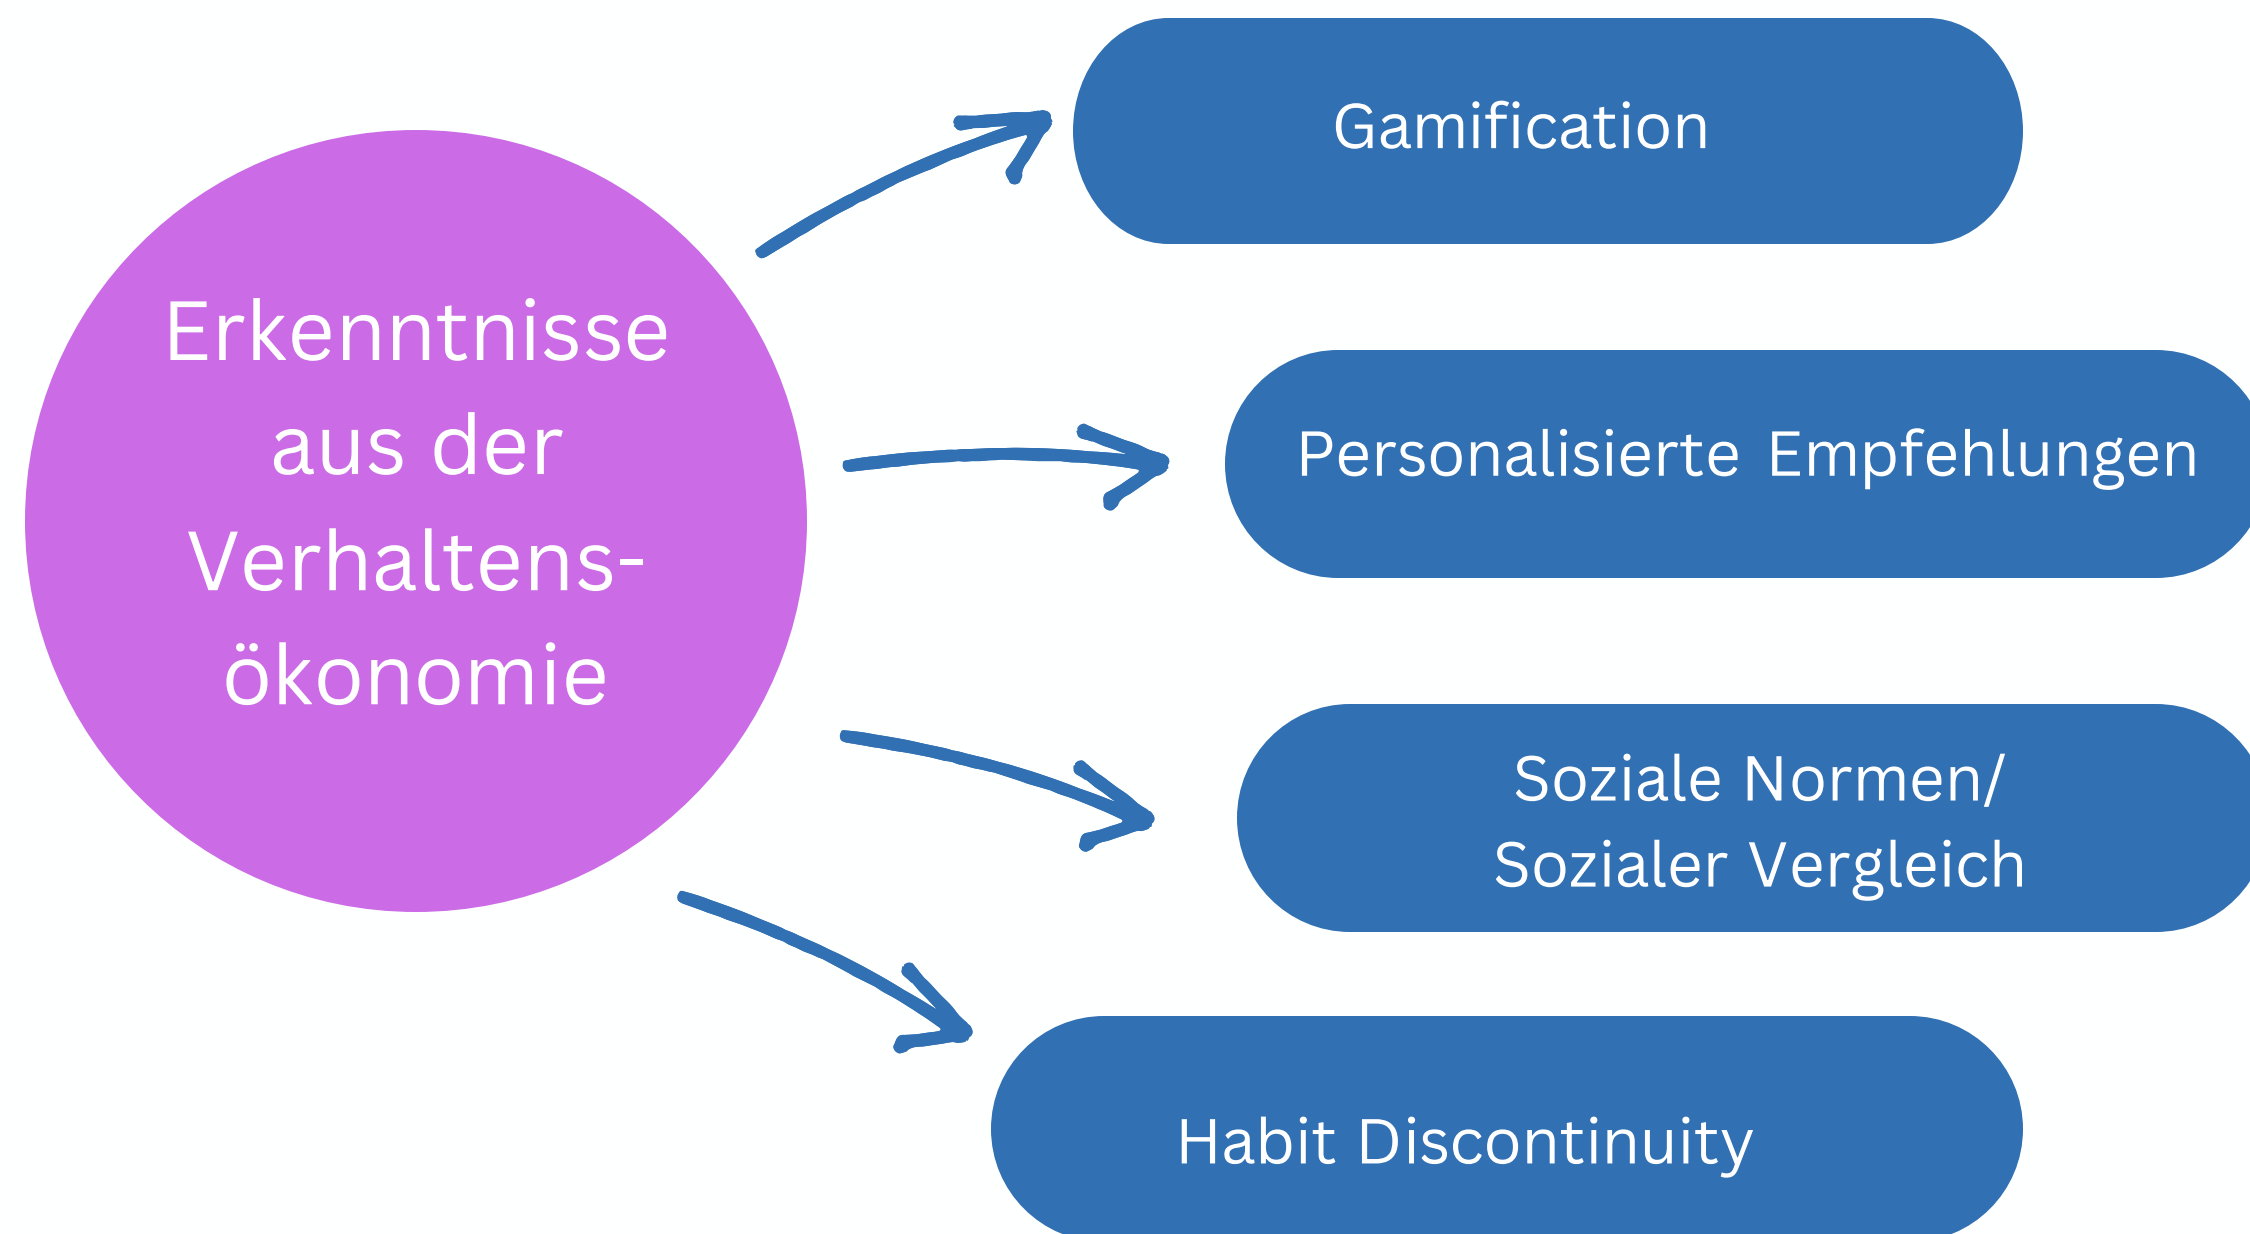 Erkenntnisse
aus der
Verhaltens-
ökonomie
Gamification
Personalisierte Empfehlungen
Soziale Normen/
Sozialer Vergleich
Habit Discontinuity